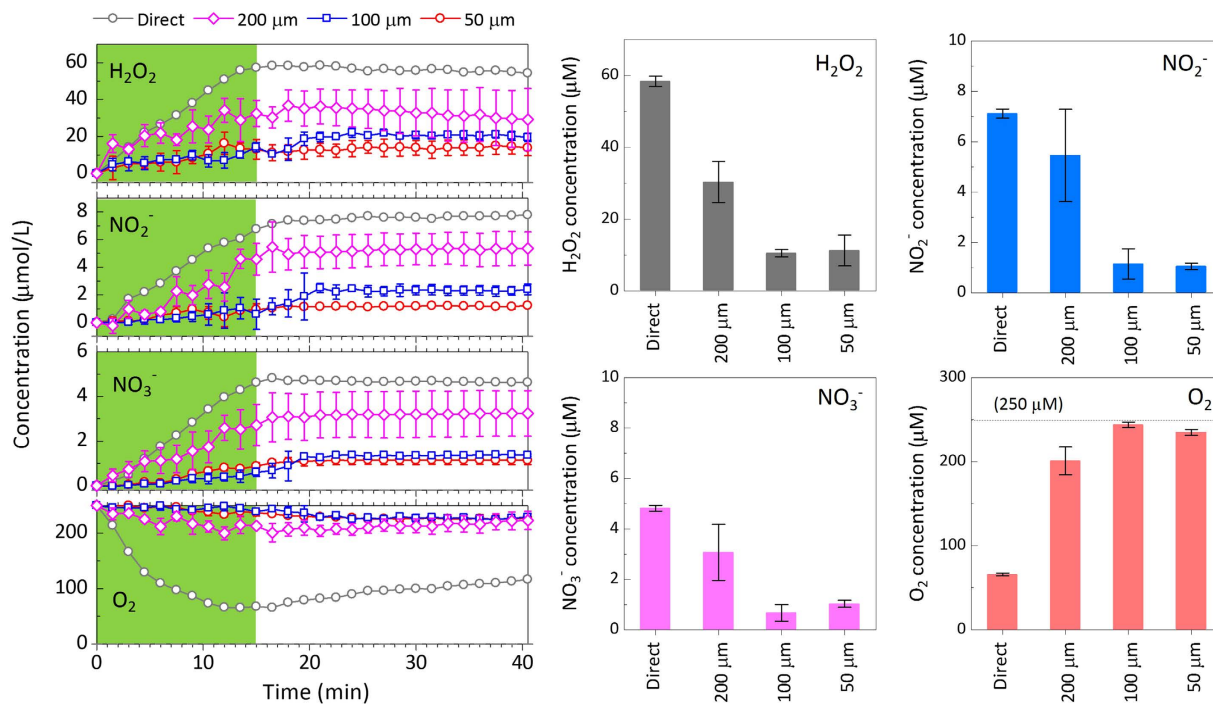 Direct 200 μm 100 μm 50 μm
Concentration (μmol/L)
H₂O₂
60
40
20
0
NO₂⁻
8
6
4
2
0
NO₃⁻
6
4
2
0
O₂
200
100
0
0 10 20 30 40
Time (min)
H₂O₂
H₂O₂ concentration (μM)
60
40
20
0
Direct 200 μm 100 μm 50 μm
NO₂⁻
NO₂⁻ concentration (μM)
10
8
6
4
2
0
Direct 200 μm 100 μm 50 μm
NO₃⁻
NO₃⁻ concentration (μM)
10
8
6
4
2
0
Direct 200 μm 100 μm 50 μm
O₂
(250 μM)
O₂ concentration (μM)
300
250
200
150
100
50
0
Direct 200 μm 100 μm 50 μm